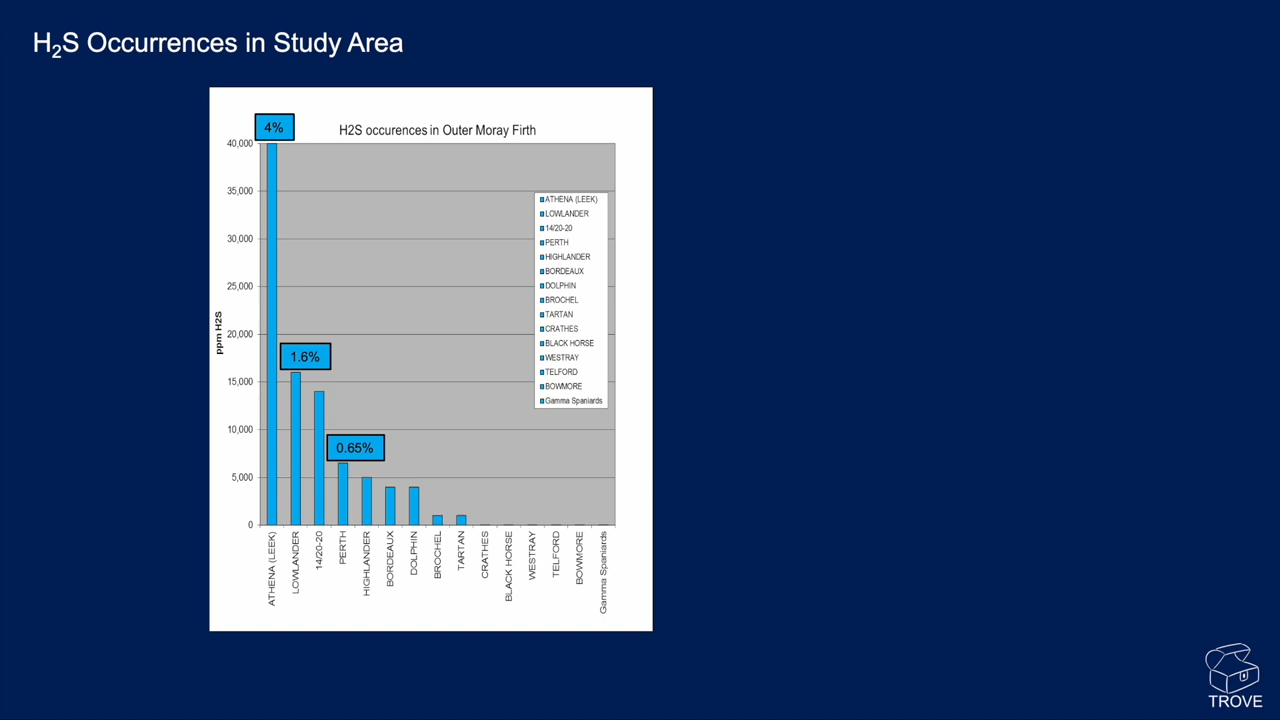 H₂S Occurrences in Study Area
4%
H2S occurences in Outer Moray Firth
40,000
35,000
30,000
25,000
20,000
15,000
10,000
5,000
0
ppm H2S
1.6%
0.65%
ATHENA (LEEK)
LOWLANDER
14/20-20
PERTH
HIGHLANDER
BORDEAUX
DOLPHIN
BROCHEL
TARTAN
CRATHES
BLACK HORSE
WESTRAY
TELFORD
BOWMORE
Gamma Spaniards
ATHENA (LEEK)
LOWLANDER
14/20-20
PERTH
HIGHLANDER
BORDEAUX
DOLPHIN
BROCHEL
TARTAN
CRATHES
BLACK HORSE
WESTRAY
TELFORD
BOWMORE
Gamma Spaniards
TROVE